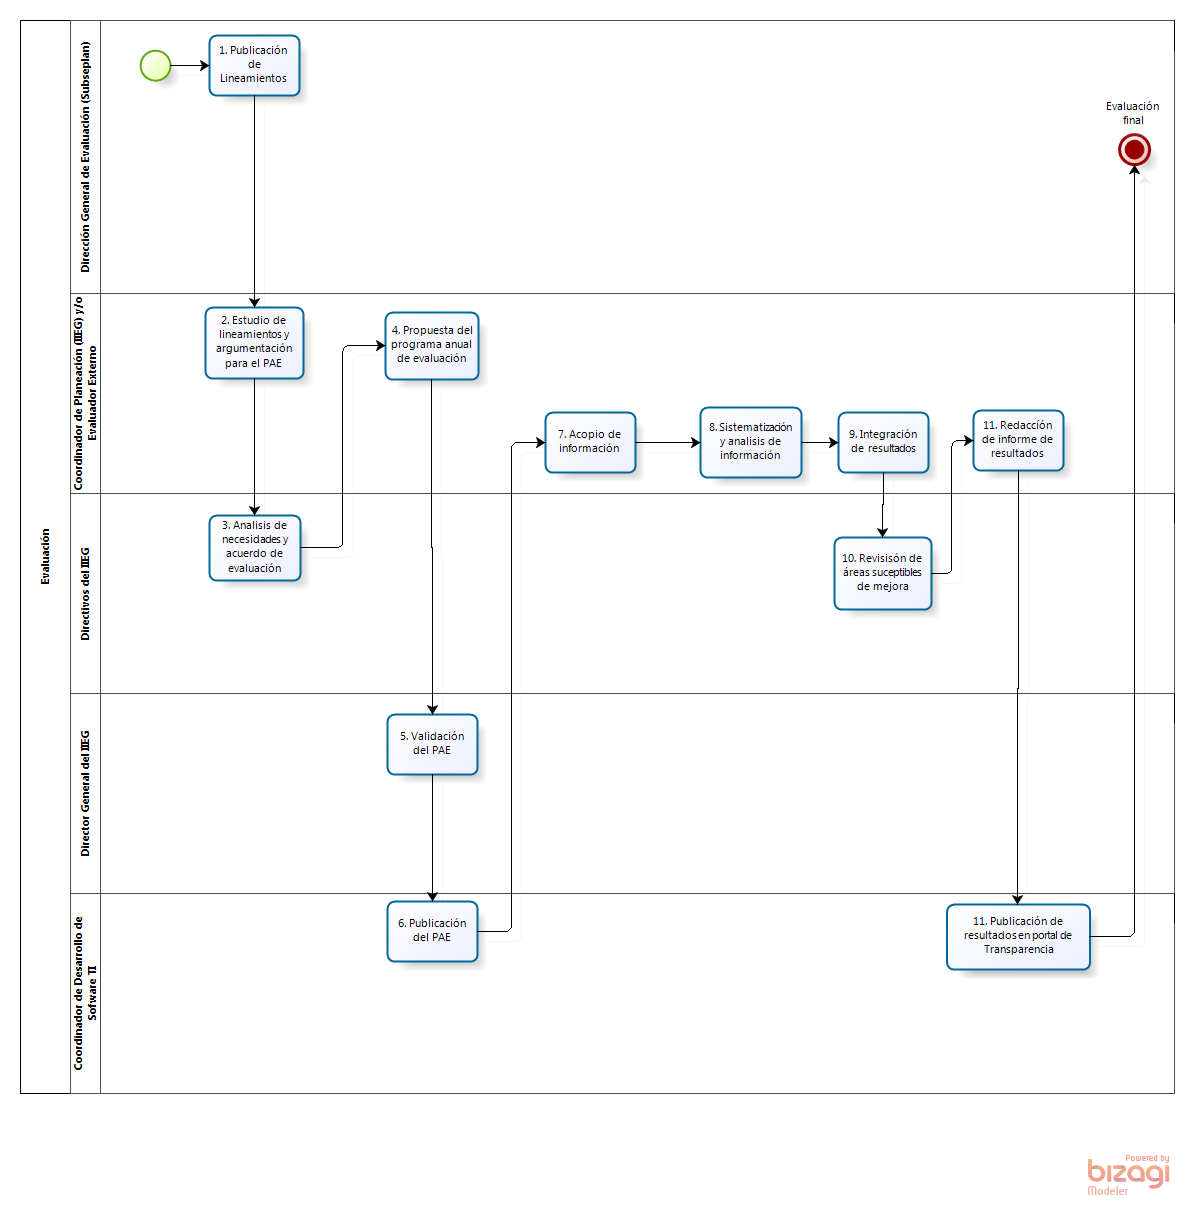 Evaluación
Dirección General de Evaluación (Subseplan)
1. Publicación
de
Lineamientos
Evaluación
final
Coordinador de Planeación (IIEG) y/o
Evaluador Externo
2. Estudio de
lineamientos y
argumentación
para el PAE
4. Propuesta del
programa anual
de evaluación
7. Acopio de
información
8. Sistematización
y analisis de
información
9. Integración
de resultados
11. Redaccíón
de informe de
resultados
Directivos del IIEG
3. Analisis de
necesidades y
acuerdo de
evaluación
10. Revisisón de
áreas suceptibles
de mejora
Director General del IIEG
5. Validación
del PAE
Coordinador de Desarrollo de
Sofware TI
6. Publicación
del PAE
11. Publicación de
resultados en portal de
Transparencia
Powered by
bizagi
Modeler